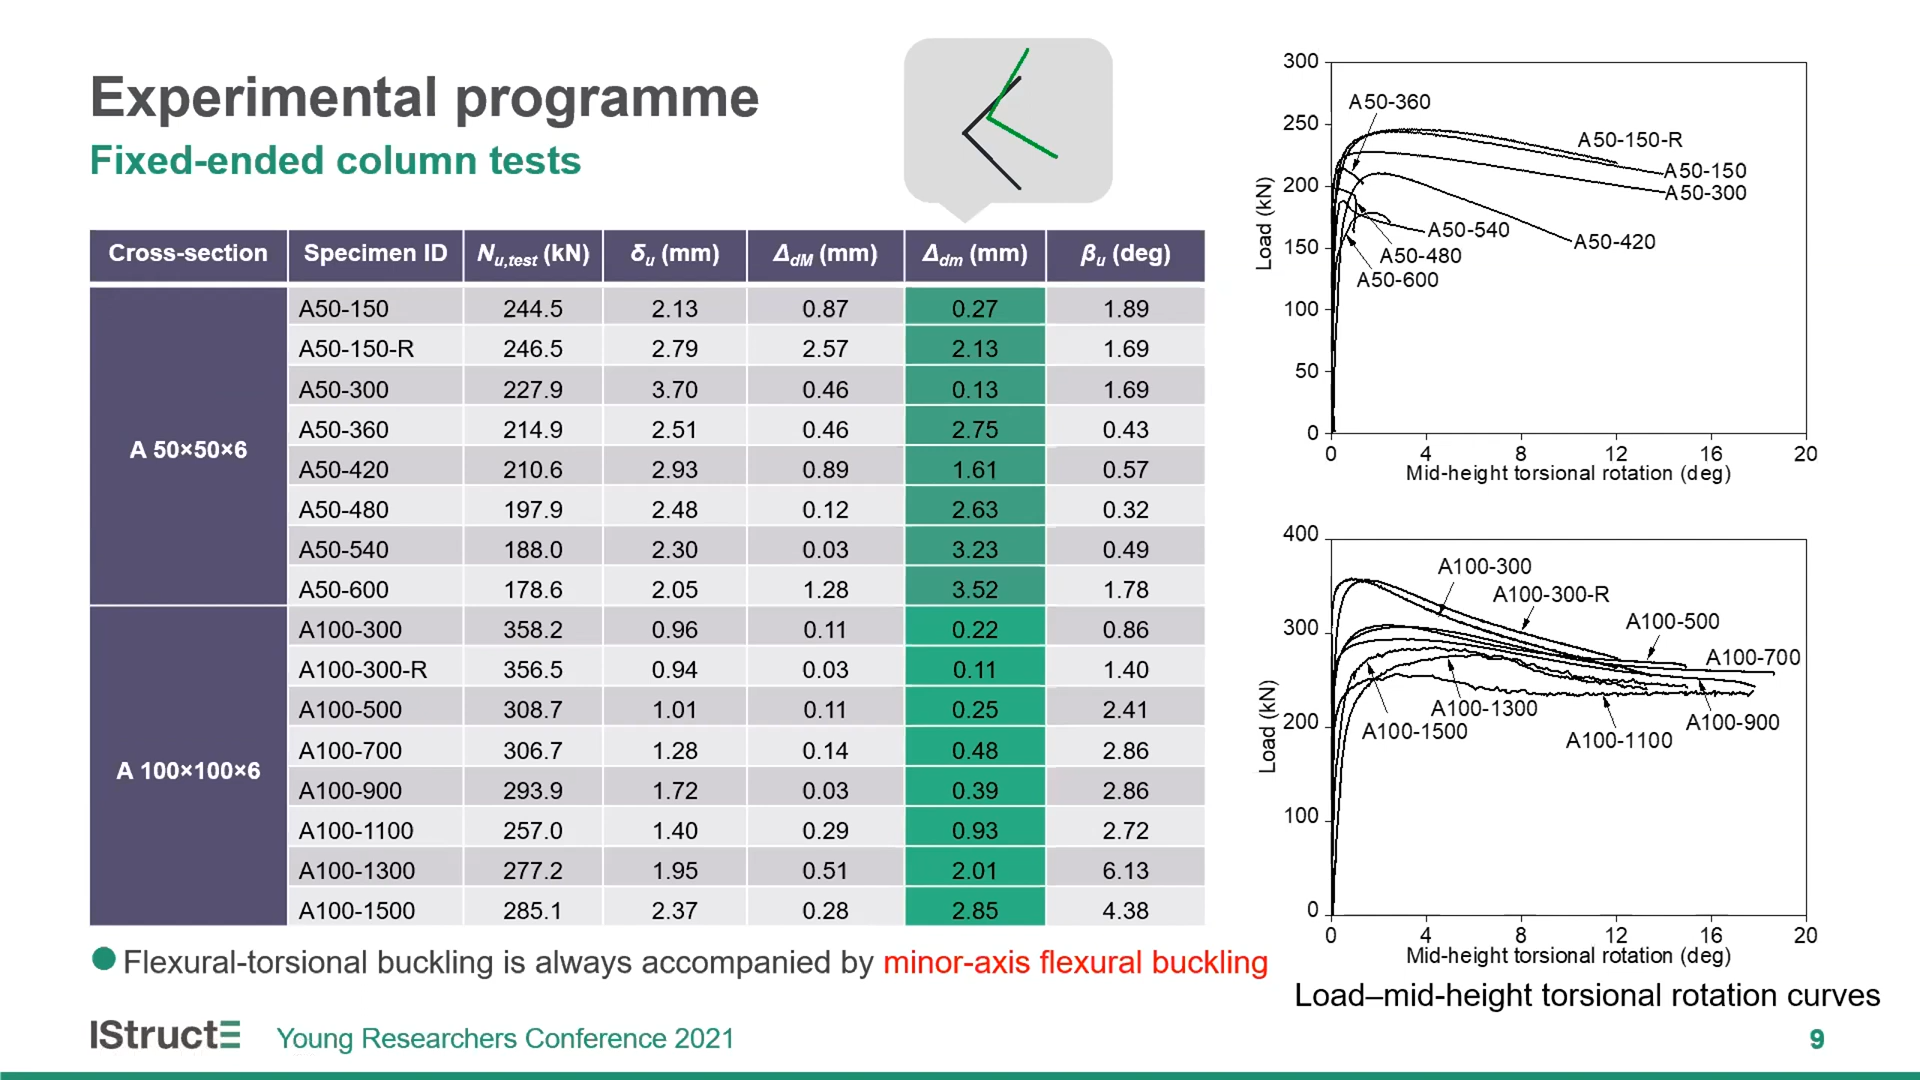 Experimental programme
Fixed-ended column tests
Cross-section Specimen ID Nu,test (kN) δu (mm) ΔdM (mm) Δdm (mm) βu (deg)
A 50×50×6
A50-150 244.5 2.13 0.87 0.27 1.89
A50-150-R 246.5 2.79 2.57 2.13 1.69
A50-300 227.9 3.70 0.46 0.13 1.69
A50-360 214.9 2.51 0.46 2.75 0.43
A50-420 210.6 2.93 0.89 1.61 0.57
A50-480 197.9 2.48 0.12 2.63 0.32
A50-540 188.0 2.30 0.03 3.23 0.49
A50-600 178.6 2.05 1.28 3.52 1.78
A 100×100×6
A100-300 358.2 0.96 0.11 0.22 0.86
A100-300-R 356.5 0.94 0.03 0.11 1.40
A100-500 308.7 1.01 0.11 0.25 2.41
A100-700 306.7 1.28 0.14 0.48 2.86
A100-900 293.9 1.72 0.03 0.39 2.86
A100-1100 257.0 1.40 0.29 0.93 2.72
A100-1300 277.2 1.95 0.51 2.01 6.13
A100-1500 285.1 2.37 0.28 2.85 4.38
Flexural-torsional buckling is always accompanied by minor-axis flexural buckling
300
250
200
150
100
50
0
Load (kN)
A50-360
A50-150-R
A50-150
A50-300
A50-540
A50-420
A50-480
A50-600
0 4 8 12 16 20
Mid-height torsional rotation (deg)
400
300
200
100
0
Load (kN)
A100-300
A100-300-R
A100-500
A100-700
A100-1300
A100-1500
A100-900
A100-1100
0 4 8 12 16 20
Mid-height torsional rotation (deg)
Load–mid-height torsional rotation curves
IStructE Young Researchers Conference 2021
9